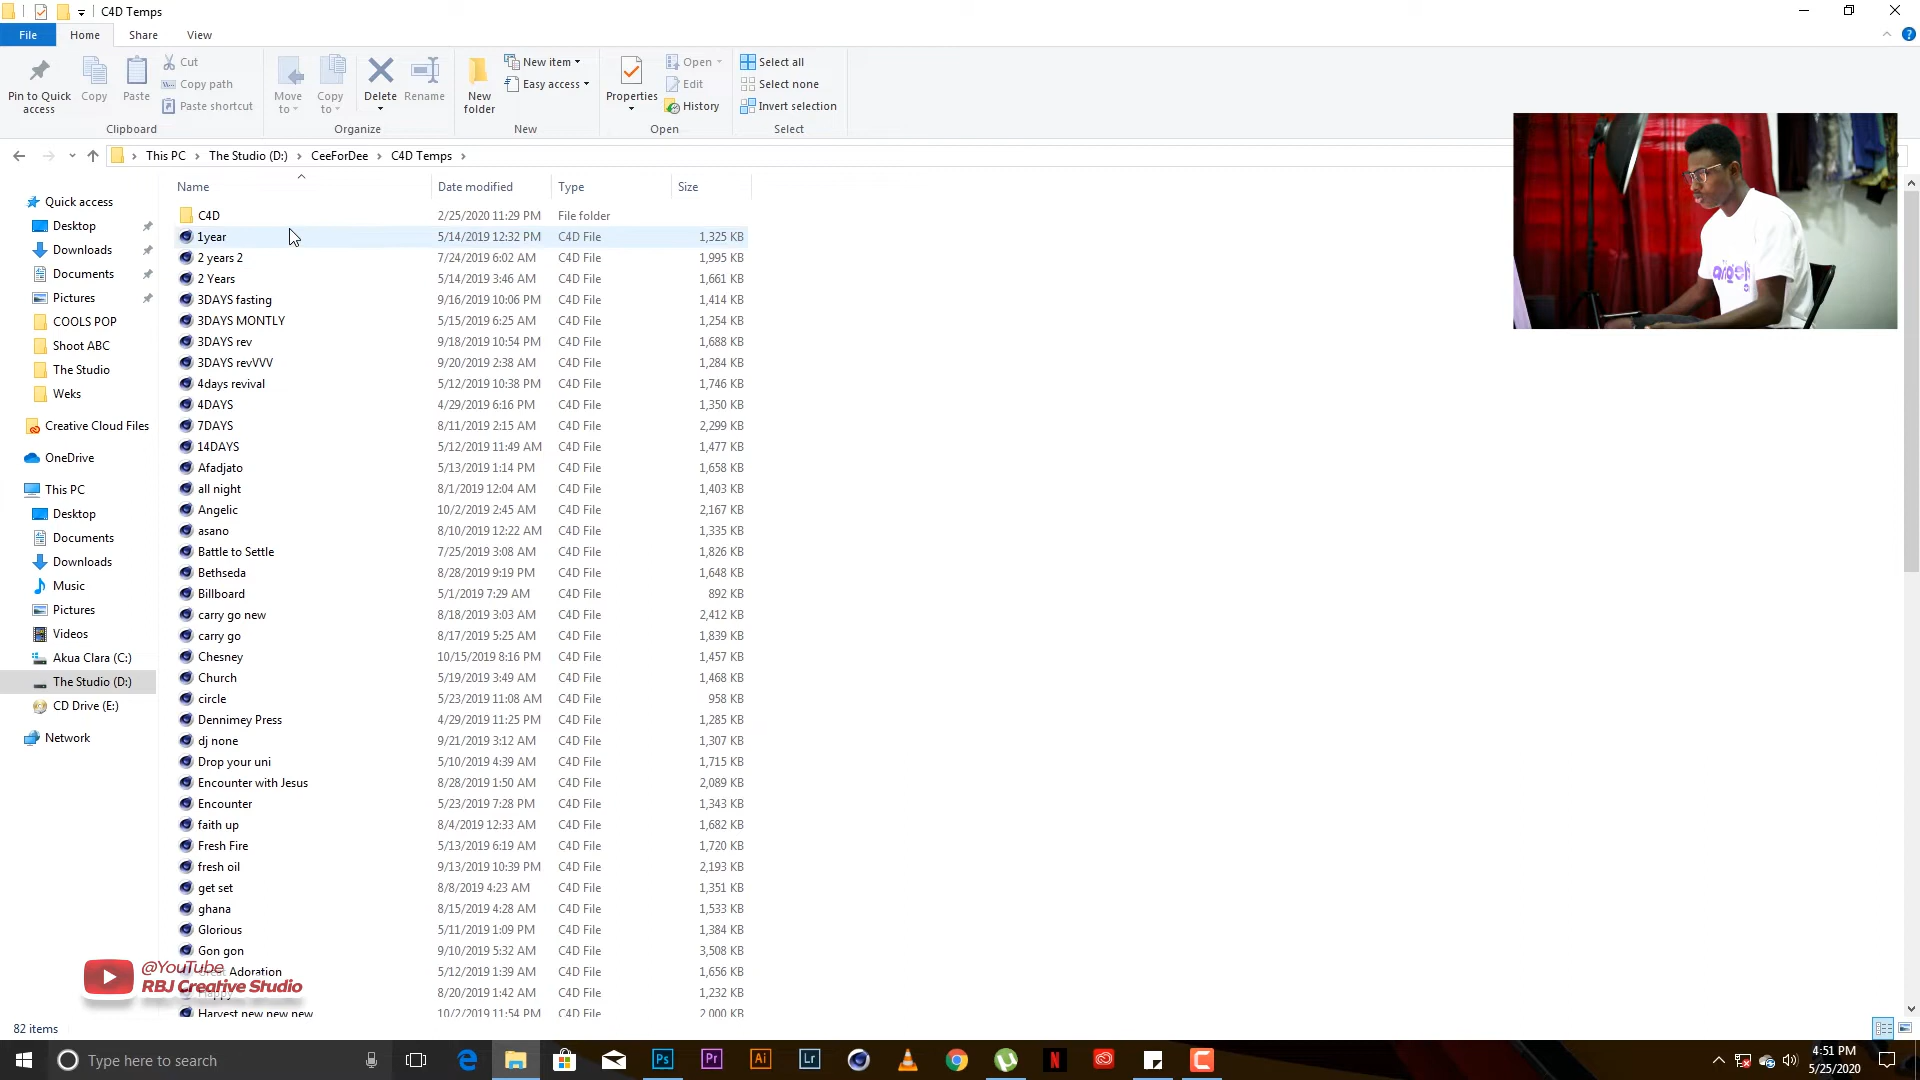 C4D Temps
File
Home
Share
View
Pin to Quick access
Copy
Paste
Cut
Copy path
Paste shortcut
Clipboard
Move to
Copy to
Delete
Rename
Organize
New folder
New item
Easy access
New
Properties
Open
Edit
History
Open
Select all
Select none
Invert selection
Select
This PC > The Studio (D:) > CeeForDee > C4D Temps >
Quick access
Desktop
Downloads
Documents
Pictures
COOLS POP
Shoot ABC
The Studio
Weks
Creative Cloud Files
OneDrive
This PC
Desktop
Documents
Downloads
Music
Pictures
Videos
Akua Clara (C:)
The Studio (D:)
CD Drive (E:)
Network
Name Date modified Type Size
C4D 2/25/2020 11:29 PM File folder
1year 5/14/2019 12:32 PM C4D File 1,325 KB
2 years 2 7/24/2019 6:02 AM C4D File 1,995 KB
2 Years 5/14/2019 3:46 AM C4D File 1,661 KB
3DAYS fasting 9/16/2019 10:06 PM C4D File 1,414 KB
3DAYS MONTLY 5/15/2019 6:25 AM C4D File 1,254 KB
3DAYS rev 9/18/2019 10:54 PM C4D File 1,688 KB
3DAYS revVVV 9/20/2019 2:38 AM C4D File 1,284 KB
4days revival 5/12/2019 10:38 PM C4D File 1,746 KB
4DAYS 4/29/2019 6:16 PM C4D File 1,350 KB
7DAYS 8/11/2019 2:15 AM C4D File 2,299 KB
14DAYS 5/12/2019 11:49 AM C4D File 1,477 KB
Afadjato 5/13/2019 1:14 PM C4D File 1,658 KB
all night 8/1/2019 12:04 AM C4D File 1,403 KB
Angelic 10/2/2019 2:45 AM C4D File 2,167 KB
asano 8/10/2019 12:22 AM C4D File 1,335 KB
Battle to Settle 7/25/2019 3:08 AM C4D File 1,826 KB
Bethseda 8/28/2019 9:19 PM C4D File 1,648 KB
Billboard 5/1/2019 7:29 AM C4D File 892 KB
carry go new 8/18/2019 3:03 AM C4D File 2,412 KB
carry go 8/17/2019 5:25 AM C4D File 1,839 KB
Chesney 10/15/2019 8:16 PM C4D File 1,457 KB
Church 5/19/2019 3:49 AM C4D File 1,468 KB
circle 5/23/2019 11:08 AM C4D File 958 KB
Dennimey Press 4/29/2019 11:25 PM C4D File 1,285 KB
dj none 9/21/2019 3:12 AM C4D File 1,307 KB
Drop your uni 5/10/2019 4:39 AM C4D File 1,715 KB
Encounter with Jesus 8/28/2019 1:50 AM C4D File 2,089 KB
Encounter 5/23/2019 7:28 PM C4D File 1,343 KB
faith up 8/4/2019 12:33 AM C4D File 1,682 KB
Fresh Fire 5/13/2019 6:19 AM C4D File 1,720 KB
fresh oil 9/13/2019 10:39 PM C4D File 2,193 KB
get set 8/8/2019 4:23 AM C4D File 1,351 KB
ghana 8/15/2019 4:28 AM C4D File 1,533 KB
Glorious 5/11/2019 1:09 PM C4D File 1,384 KB
Gon gon 9/10/2019 5:32 AM C4D File 3,508 KB
Adoration 5/12/2019 1:39 AM C4D File 1,656 KB
8/20/2019 1:42 AM C4D File 1,232 KB
Harvest new new new 10/2/2019 11:54 PM C4D File 2,000 KB
@YouTube
RBJ Creative Studio
82 items
Type here to search
Ps
Pr
Ai
Lr
N
4:51 PM
5/25/2020